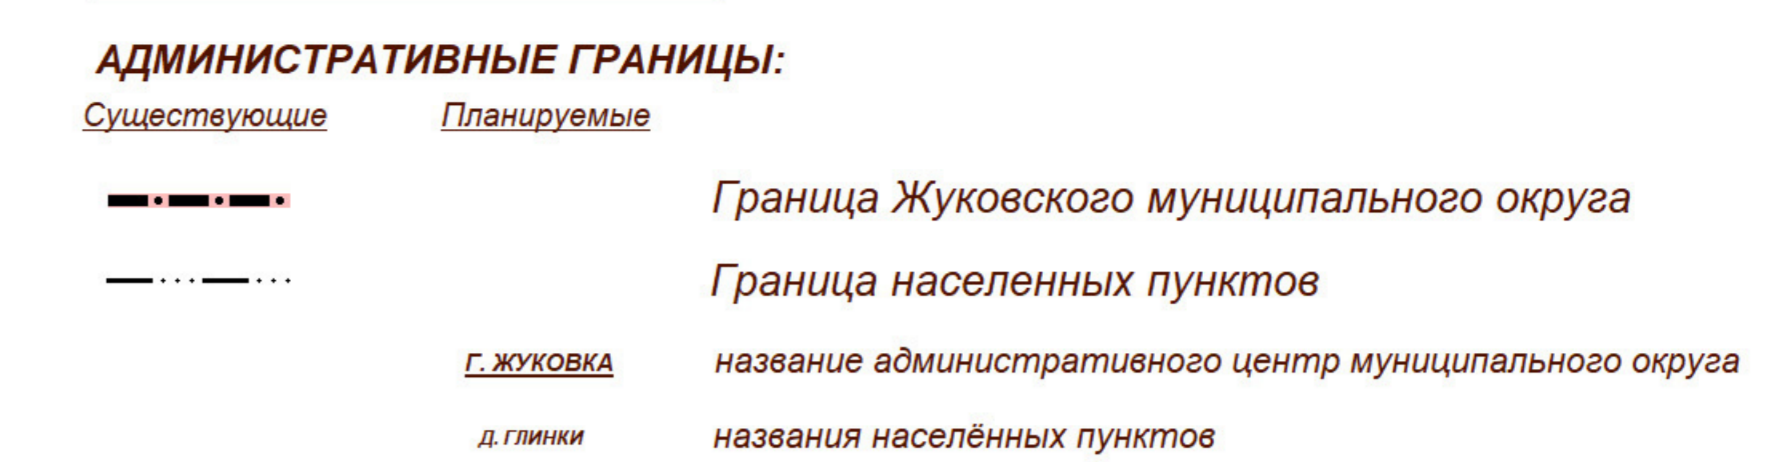 АДМИНИСТРАТИВНЫЕ ГРАНИЦЫ:
Существующие Планируемые
Граница Жуковского муниципального округа
Граница населенных пунктов
Г. ЖУКОВКА название административного центр муниципального округа
Д. ГЛИНКИ названия населённых пунктов